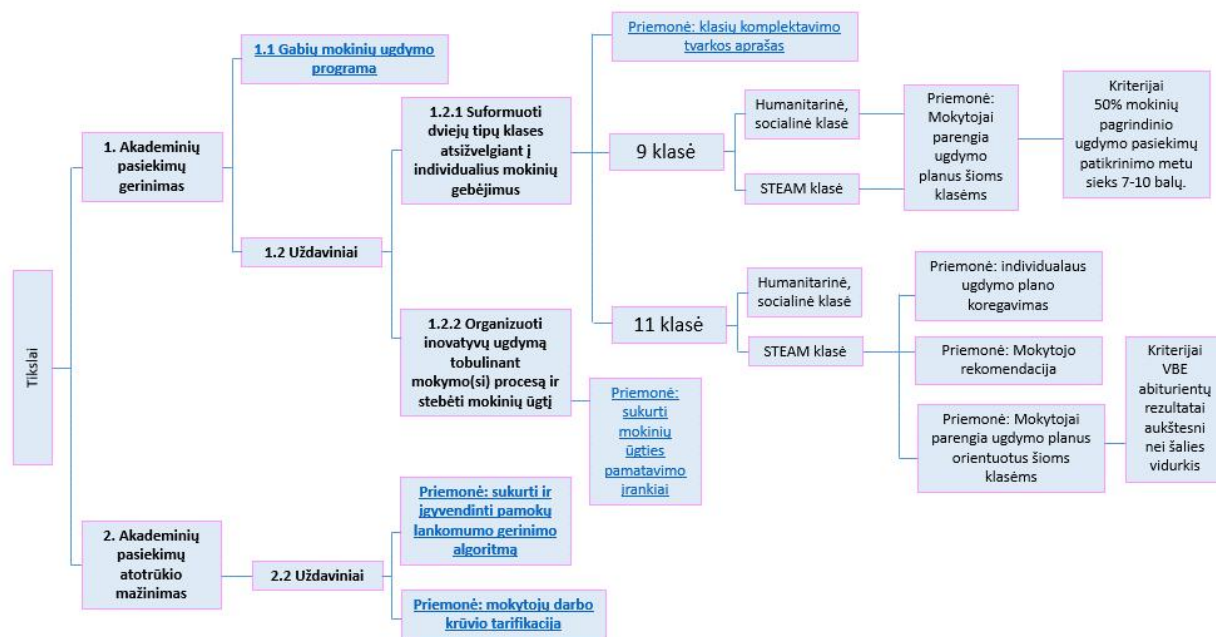 Tikslai
1. Akademinių
pasiekimų
gerinimas
1.1 Gabių mokinių ugdymo
programa
1.2 Uždaviniai
1.2.1 Suformuoti
dviejų tipų klases
atsižvelgiant į
individualius mokinių
gebėjimus
Priemonė: klasių komplektavimo
tvarkos aprašas
9 klasė
Humanitarinė,
socialinė klasė
STEAM klasė
Priemonė:
Mokytojai
parengia
ugdymo
planus šioms
klasėms
Kriterijai
50% mokinių
pagrindinio
ugdymo pasiekimų
patikrinimo metu
sieks 7-10 balų.
11 klasė
Humanitarinė,
socialinė klasė
STEAM klasė
Priemonė: individualaus
ugdymo plano
koregavimas
Priemonė: Mokytojo
rekomendacija
Priemonė: Mokytojai
parengia ugdymo planus
orientuotus šioms
klasėms
Kriterijai
VBE
abiturientų
rezultatai
aukštesni
nei šalies
vidurkis
1.2.2 Organizuoti
inovatyvų ugdymą
tobulinant
mokymo(si) procesą ir
stebėti mokinių ūgtį
Priemonė:
sukurti
mokinių
ūgties
pamatavimo
įrankiai
2. Akademinių
pasiekimų
atotrūkio
mažinimas
2.2 Uždaviniai
Priemonė: sukurti ir
įgyvendinti pamokų
lankomumo gerinimo
algoritmą
Priemonė: mokytojų darbo
krūvio tarifikacija